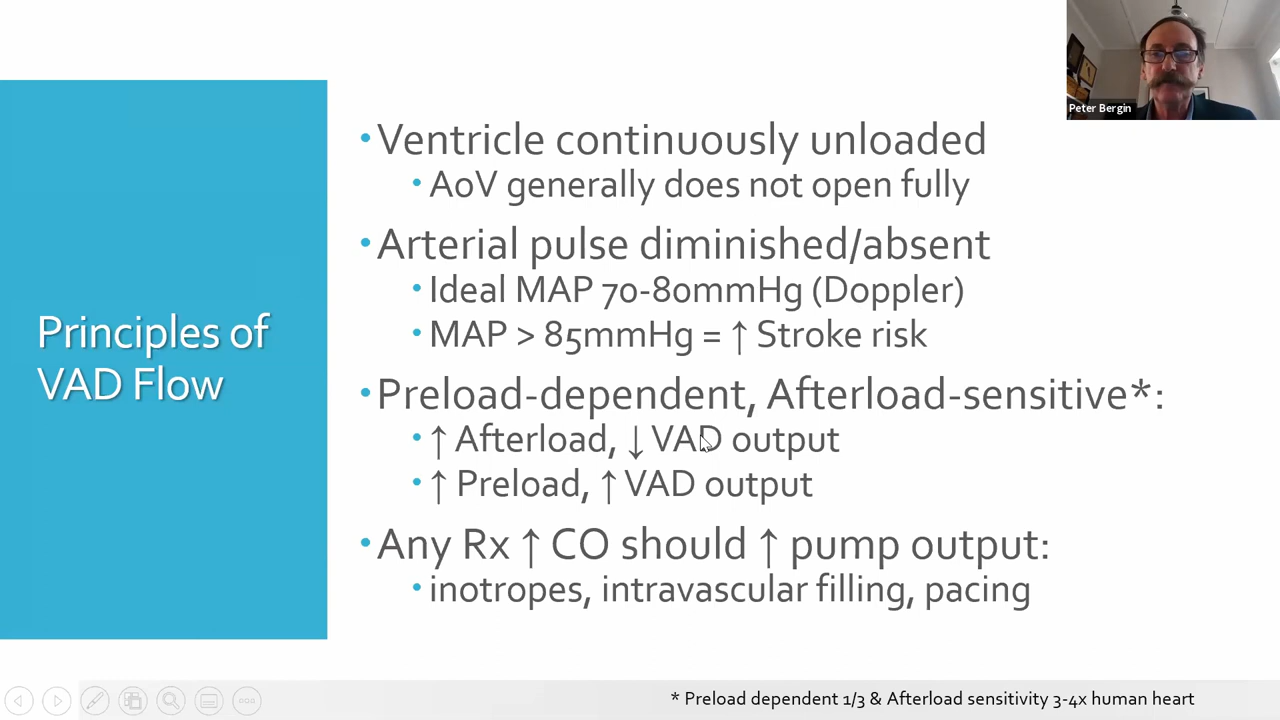 Peter Bergin
Principles of
VAD Flow
• Ventricle continuously unloaded
• AoV generally does not open fully
• Arterial pulse diminished/absent
• Ideal MAP 70-80mmHg (Doppler)
• MAP > 85mmHg = ↑ Stroke risk
• Preload-dependent, Afterload-sensitive*:
• ↑ Afterload, ↓ VAD output
• ↑ Preload, ↑ VAD output
• Any Rx ↑ CO should ↑ pump output:
• inotropes, intravascular filling, pacing
* Preload dependent 1/3 & Afterload sensitivity 3-4x human heart